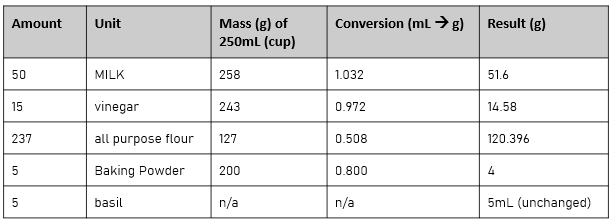 Amount Unit Mass (g) of 250mL (cup) Conversion (mL → g) Result (g)
50 MILK 258 1.032 51.6
15 vinegar 243 0.972 14.58
237 all purpose flour 127 0.508 120.396
5 Baking Powder 200 0.800 4
5 basil n/a n/a 5mL (unchanged)